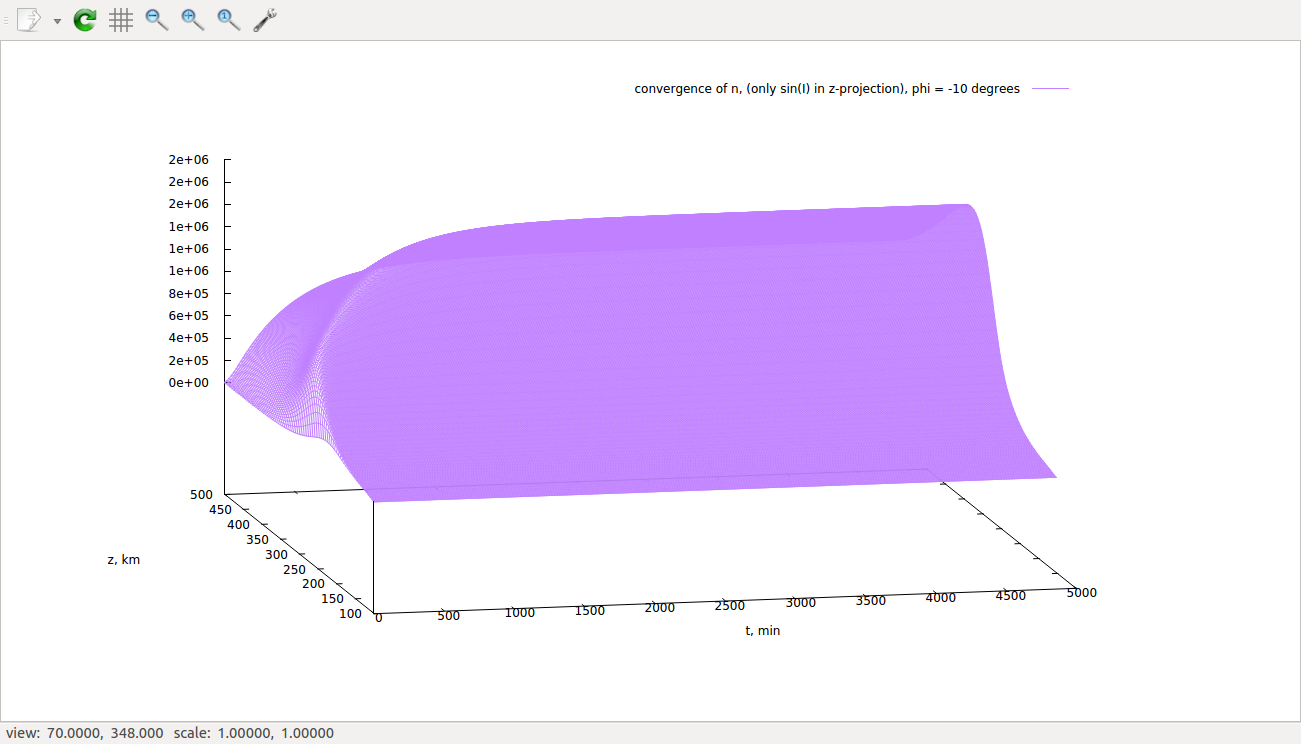 convergence of n, (only sin(I) in z-projection), phi = -10 degrees
2e+06
2e+06
2e+06
1e+06
1e+06
1e+06
8e+05
6e+05
4e+05
2e+05
0e+00
500
450
400
350
300
250
200
150
100
z, km
0
500
1000
1500
2000
2500
3000
3500
4000
4500
5000
t, min
view: 70.0000, 348.000 scale: 1.00000, 1.00000